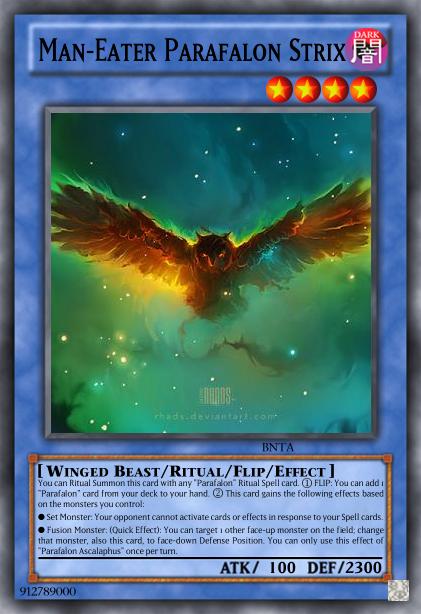 MAN-EATER PARAFALON STRIX
DARK
闇
RHADS
rhads.deviantart.com
BNTA
[ WINGED BEAST/RITUAL/FLIP/EFFECT ]
You can Ritual Summon this card with any "Parafalon" Ritual Spell card. ① FLIP: You can add 1
"Parafalon" card from your deck to your hand. ② This card gains the following effects based
on the monsters you control:
● Set Monster: Your opponent cannot activate cards or effects in response to your Spell cards.
● Fusion Monster: (Quick Effect): You can target 1 other face-up monster on the field; change
that monster, also this card, to face-down Defense Position. You can only use this effect of
"Parafalon Ascalaphus" once per turn.
ATK/ 100 DEF/2300
912789000